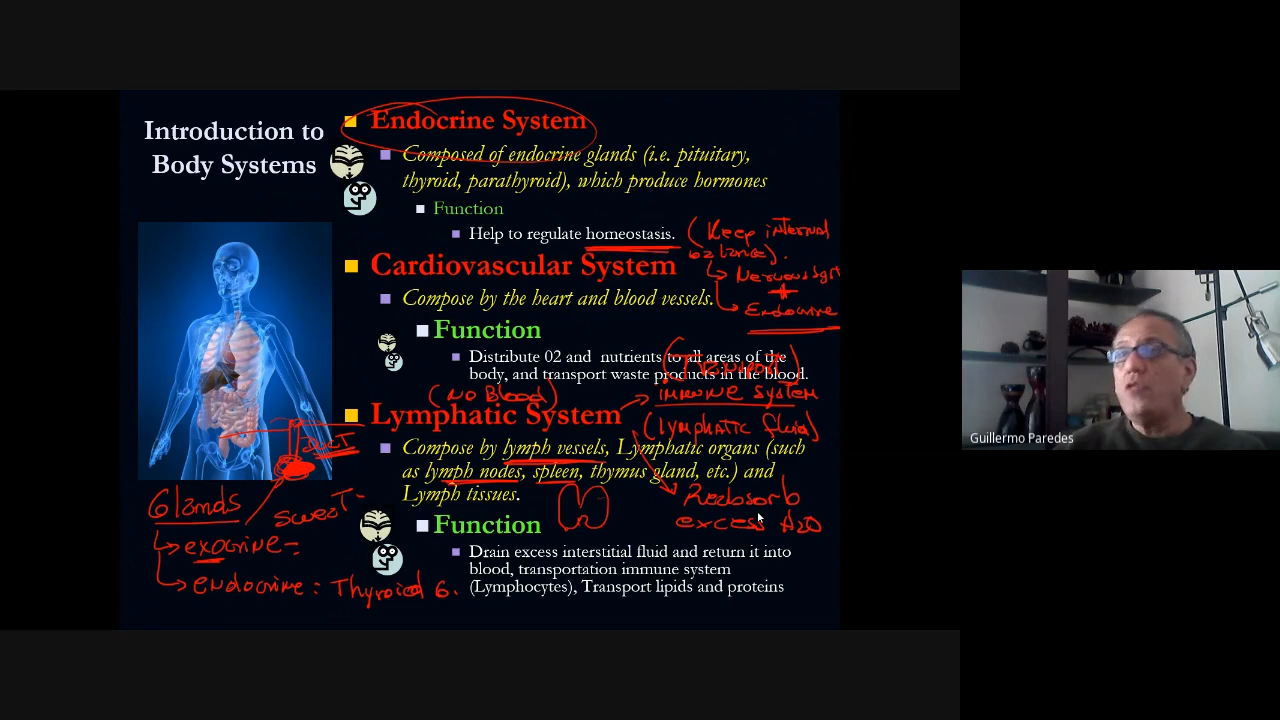 Introduction to
Body Systems
Endocrine System
Composed of endocrine glands (i.e. pituitary,
thyroid, parathyroid), which produce hormones
Function
Help to regulate homeostasis.
(Keep internal
balance).
Nervous Syst
+
Endocrine
Cardiovascular System
Compose by the heart and blood vessels.
Function
Distribute 02 and nutrients to all areas of the
body, and transport waste products in the blood.
(Transport)
(No Blood)
immune system
Lymphatic System
(Lymphatic fluid)
Compose by lymph vessels, Lymphatic organs (such
as lymph nodes, spleen, thymus gland, etc.) and
Lymph tissues.
Reabsorb
excess H2O
Function
Drain excess interstitial fluid and return it into
blood, transportation immune system
(Lymphocytes), Transport lipids and proteins
Duct
Glands
sweat
exocrine
endocrine: Thyroid G.
Guillermo Paredes